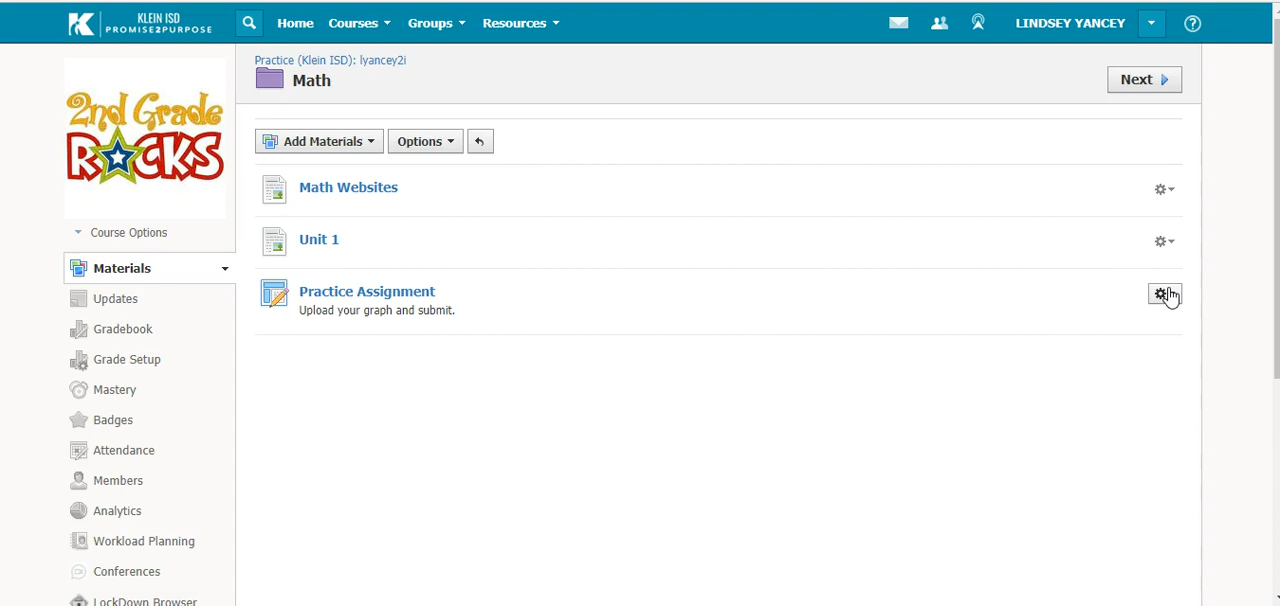 KLEIN ISD
PROMISE2PURPOSE
Home Courses Groups Resources LINDSEY YANCEY
2nd Grade
ROCKS
Practice (Klein ISD): lyancey2i
Math
Next
Add Materials Options
Math Websites
Unit 1
Practice Assignment
Upload your graph and submit.
Course Options
Materials
Updates
Gradebook
Grade Setup
Mastery
Badges
Attendance
Members
Analytics
Workload Planning
Conferences
LockDown Browser